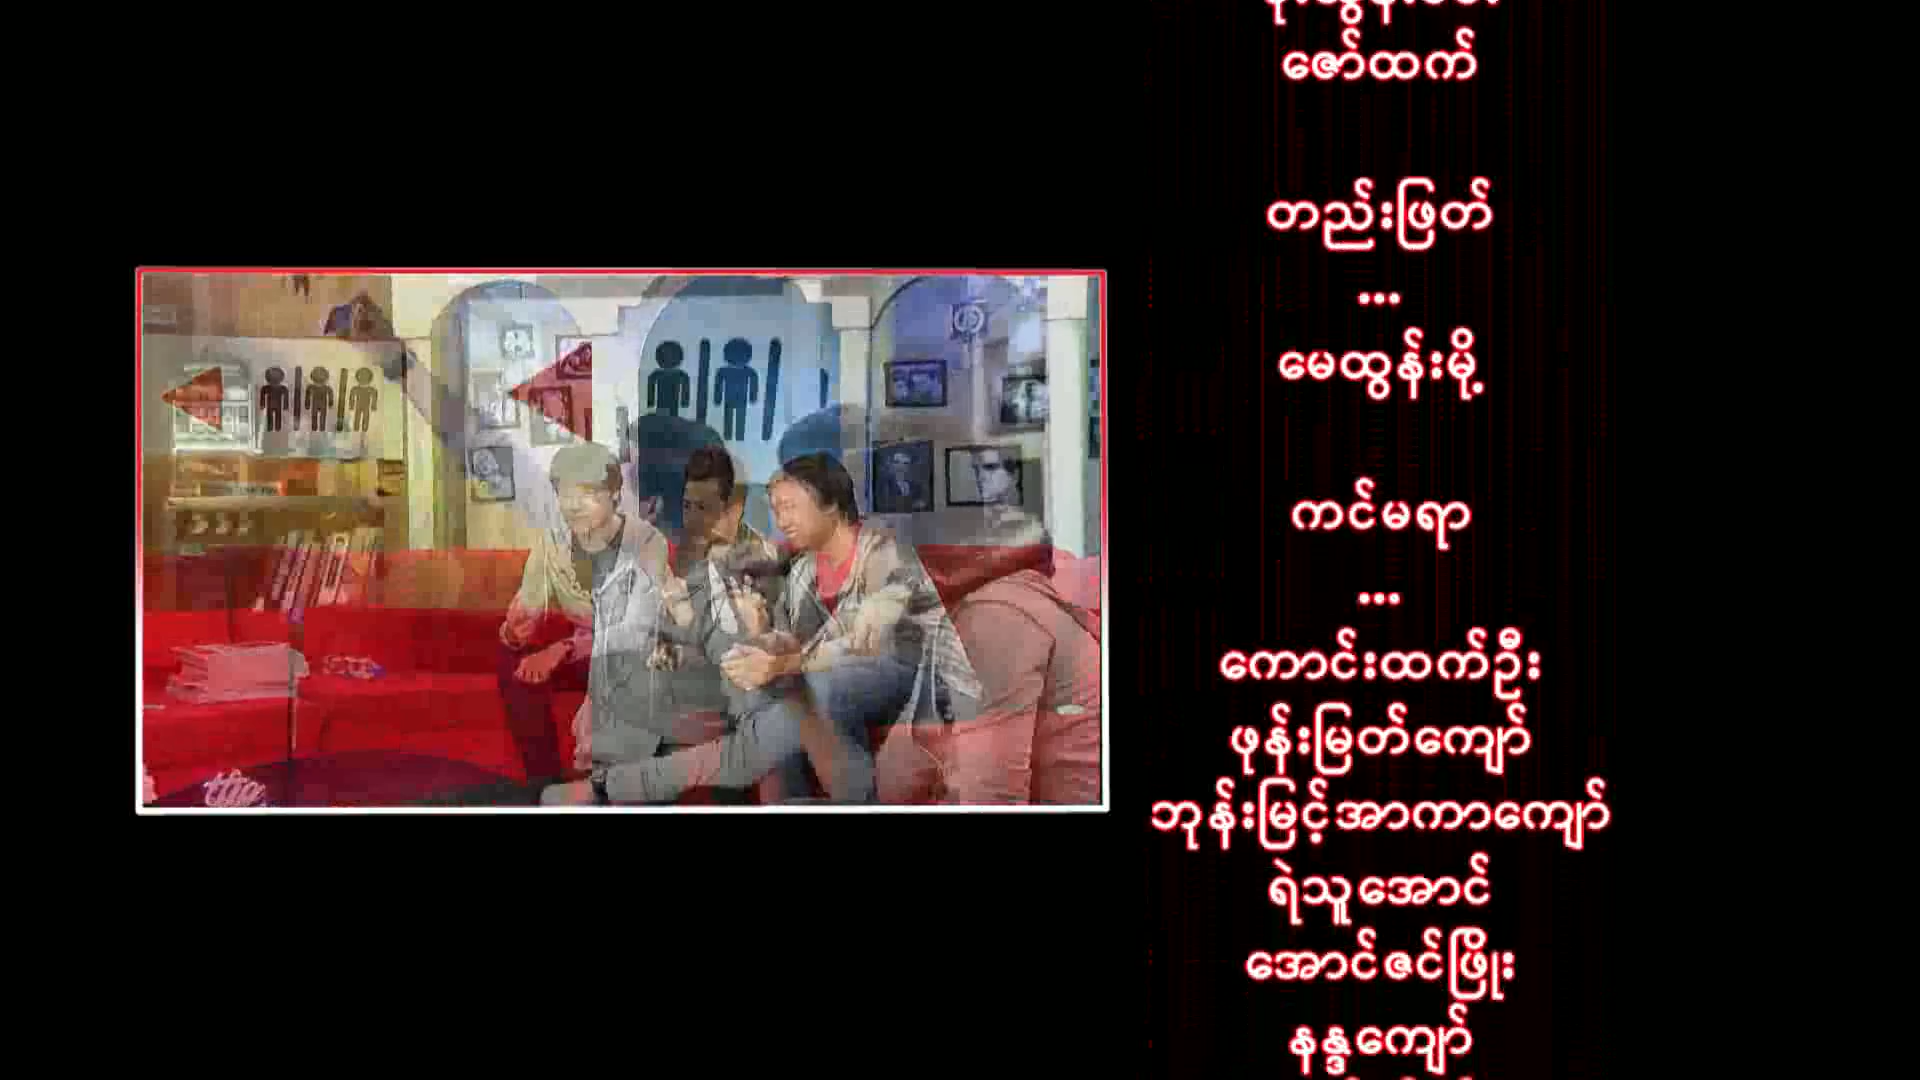 ဇော်ထက်
တည်းဖြတ်
...
မေထွန်းမို့
ကင်မရာ
...
ကောင်းထက်ဦး
ဖုန်းမြတ်ကျော်
ဘုန်းမြင့်အာကာကျော်
ရဲသူအောင်
အောင်ဇင်ဖြိုး
နန္ဒကျော်